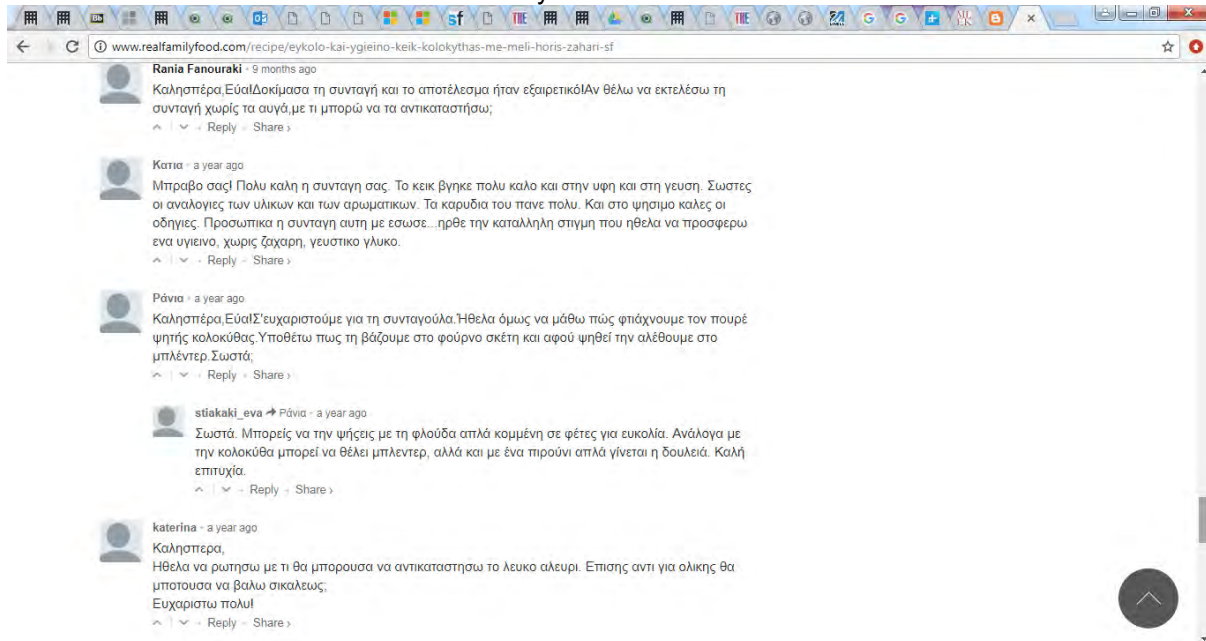 www.realfamilyfood.com/recipe/eykolo-kai-ygieino-keik-kolokythas-me-meli-horis-zahari-sf
Rania Fanouraki · 9 months ago
Καλησπέρα,Εύα!Δοκίμασα τη συνταγή και το αποτέλεσμα ήταν εξαιρετικό!Αν θέλω να εκτελέσω τη
συνταγή χωρίς τα αυγά,με τι μπορώ να τα αντικαταστήσω;
Reply · Share ›
Κατια · a year ago
Μπραβο σας! Πολυ καλη η συνταγη σας. Το κεικ βγηκε πολυ καλο και στην υφη και στη γευση. Σωστες
οι αναλογιες των υλικων και των αρωματικων. Τα καρυδια του πανε πολυ. Και στο ψησιμο καλες οι
οδηγιες. Προσωπικα η συνταγη αυτη με εσωσε...ηρθε την καταλληλη στιγμη που ηθελα να προσφερω
ενα υγιεινο, χωρις ζαχαρη, γευστικο γλυκο.
Reply · Share ›
Ράνια · a year ago
Καλησπέρα,Εύα!Σ'ευχαριστούμε για τη συνταγούλα.Ήθελα όμως να μάθω πώς φτιάχνουμε τον πουρέ
ψητής κολοκύθας.Υποθέτω πως τη βάζουμε στο φούρνο σκέτη και αφού ψηθεί την αλέθουμε στο
μπλέντερ.Σωστά;
Reply · Share ›
stiakaki_eva → Ράνια · a year ago
Σωστά. Μπορείς να την ψήσεις με τη φλούδα απλά κομμένη σε φέτες για ευκολία. Ανάλογα με
την κολοκύθα μπορεί να θέλει μπλεντερ, αλλά και με ένα πιρούνι απλά γίνεται η δουλειά. Καλή
επιτυχία.
Reply · Share ›
katerina · a year ago
Καλησπερα,
Ηθελα να ρωτησω με τι θα μπορουσα να αντικαταστησω το λευκο αλευρι. Επισης αντι για ολικης θα
μποτουσα να βαλω σικαλεως;
Ευχαριστω πολυ!
Reply · Share ›